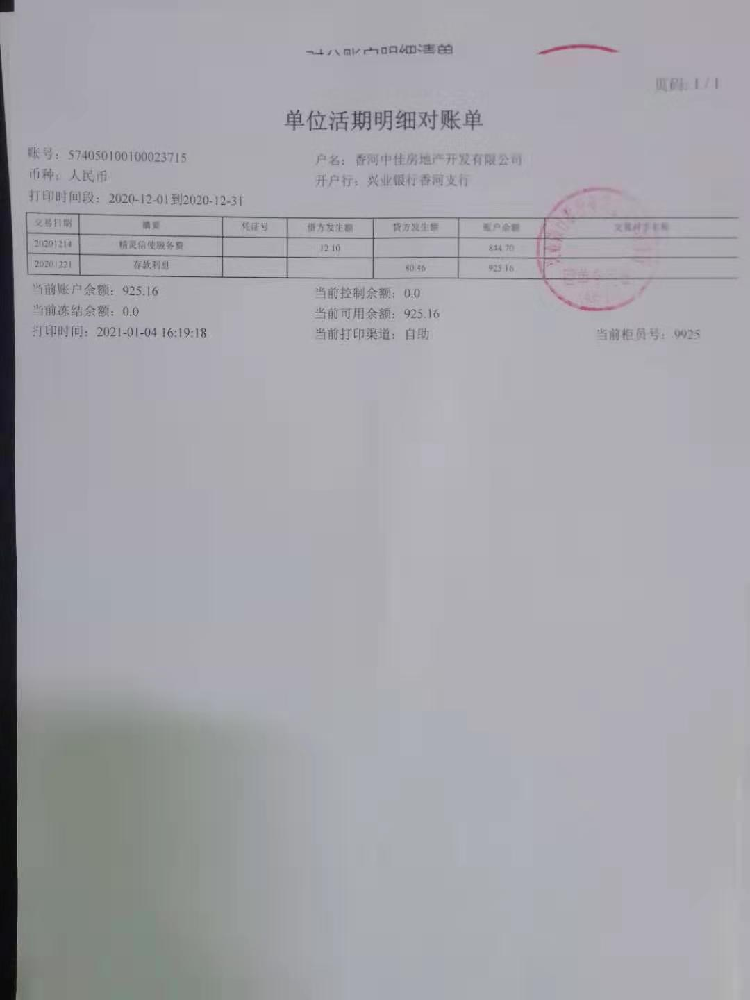 对公账户明细清单
页码: 1 / 1
单位活期明细对账单
账号：574050100100023715
户名：香河中佳房地产开发有限公司
币种：人民币
开户行：兴业银行香河支行
打印时间段：2020-12-01到2020-12-31
交易日期 摘要 凭证号 借方发生额 贷方发生额 账户余额 交易对手名称
20201214 精灵信使服务费 12.10 844.70
20201221 存款利息 80.46 925.16
当前账户余额：925.16 当前控制余额：0.0
当前冻结余额：0.0 当前可用余额：925.16
打印时间：2021-01-04 16:19:18 当前打印渠道：自助 当前柜员号：9925